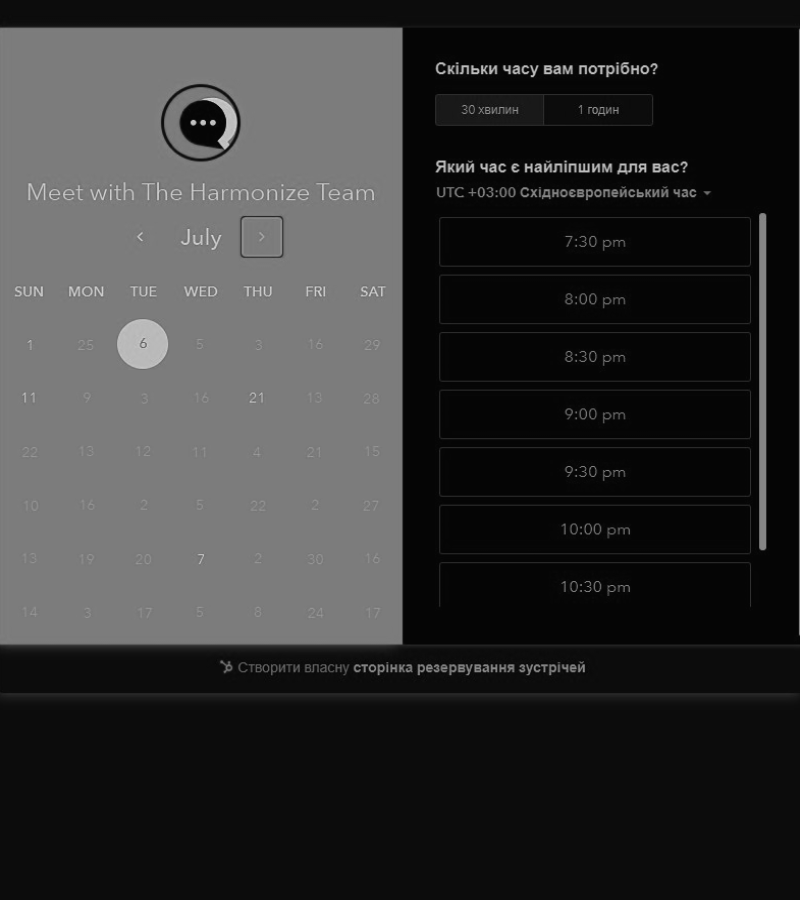 Meet with The Harmonize Team
July
SUN MON TUE WED THU FRI SAT
1 25 6 5 3 16 29
11 9 3 16 21 13 28
22 13 12 11 4 21 15
10 16 2 5 22 2 27
13 19 20 7 2 30 16
14 3 17 5 8 24 17
Скільки часу вам потрібно?
30 хвилин 1 годин
Який час є найліпшим для вас?
UTC +03:00 Східноєвропейський час
7:30 pm
8:00 pm
8:30 pm
9:00 pm
9:30 pm
10:00 pm
10:30 pm
Створити власну сторінка резервування зустрічей